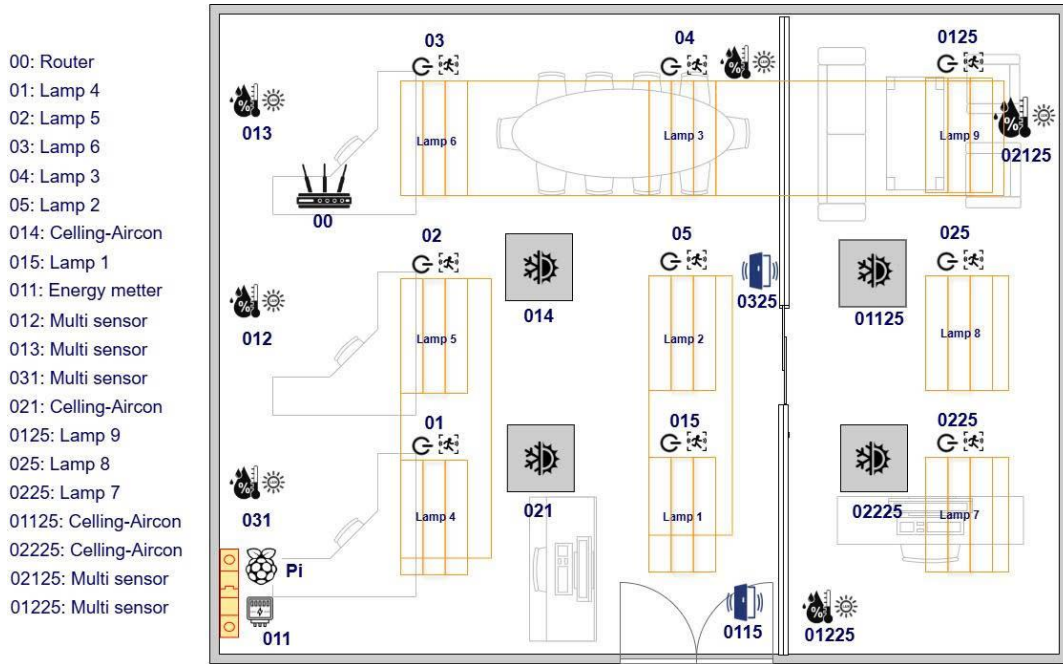 00: Router
01: Lamp 4
02: Lamp 5
03: Lamp 6
04: Lamp 3
05: Lamp 2
014: Celling-Aircon
015: Lamp 1
011: Energy metter
012: Multi sensor
013: Multi sensor
031: Multi sensor
021: Celling-Aircon
0125: Lamp 9
025: Lamp 8
0225: Lamp 7
01125: Celling-Aircon
02225: Celling-Aircon
02125: Multi sensor
01225: Multi sensor
03
04
0125
013
Lamp 6
Lamp 3
Lamp 9
02125
00
02
05
025
014
0325
01125
012
Lamp 5
Lamp 2
Lamp 8
01
015
0225
031
Lamp 4
021
Lamp 1
02225
Lamp 7
Pi
011
0115
01225